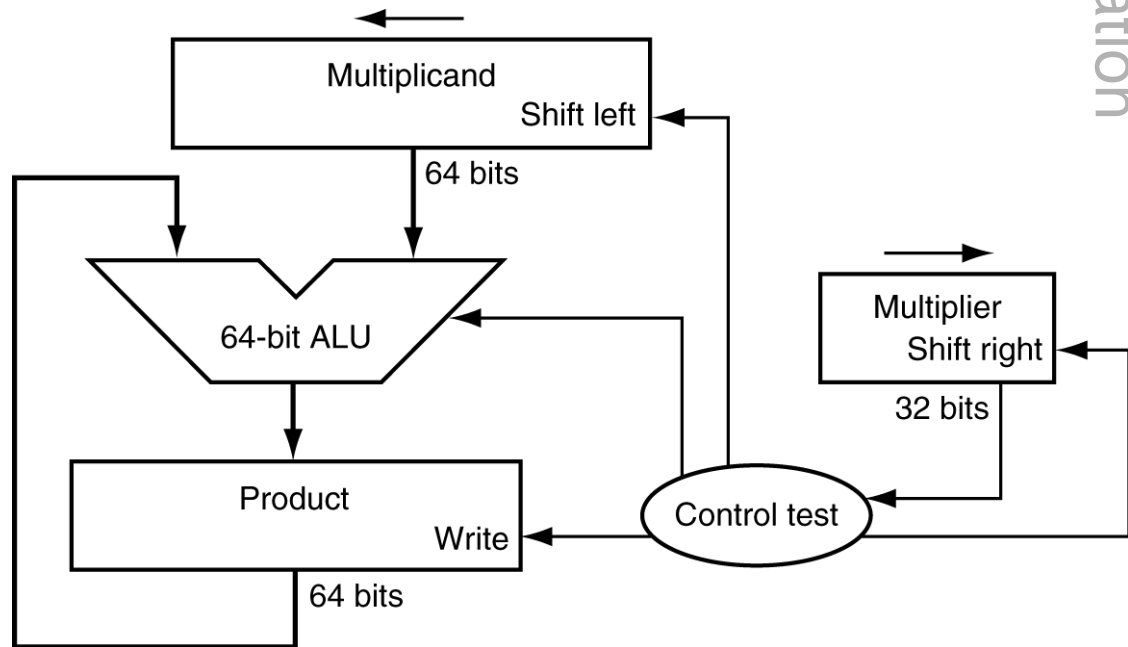 Multiplicand
Shift left
64 bits
64-bit ALU
Multiplier
Shift right
32 bits
Product
Write
Control test
64 bits
ation